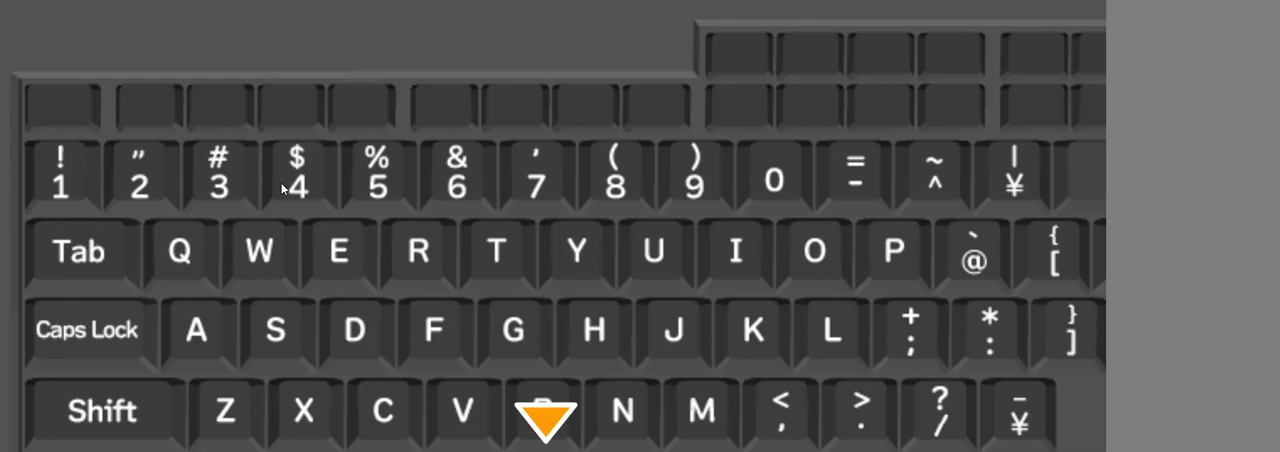 ! " # $ % & ' ( ) = ~ |
1 2 3 4 5 6 7 8 9 0 - ^ ¥
Tab Q W E R T Y U I O P ` @ { [
Caps Lock A S D F G H J K L + ; * : } ]
Shift Z X C V N M < , > . ? / _ ¥